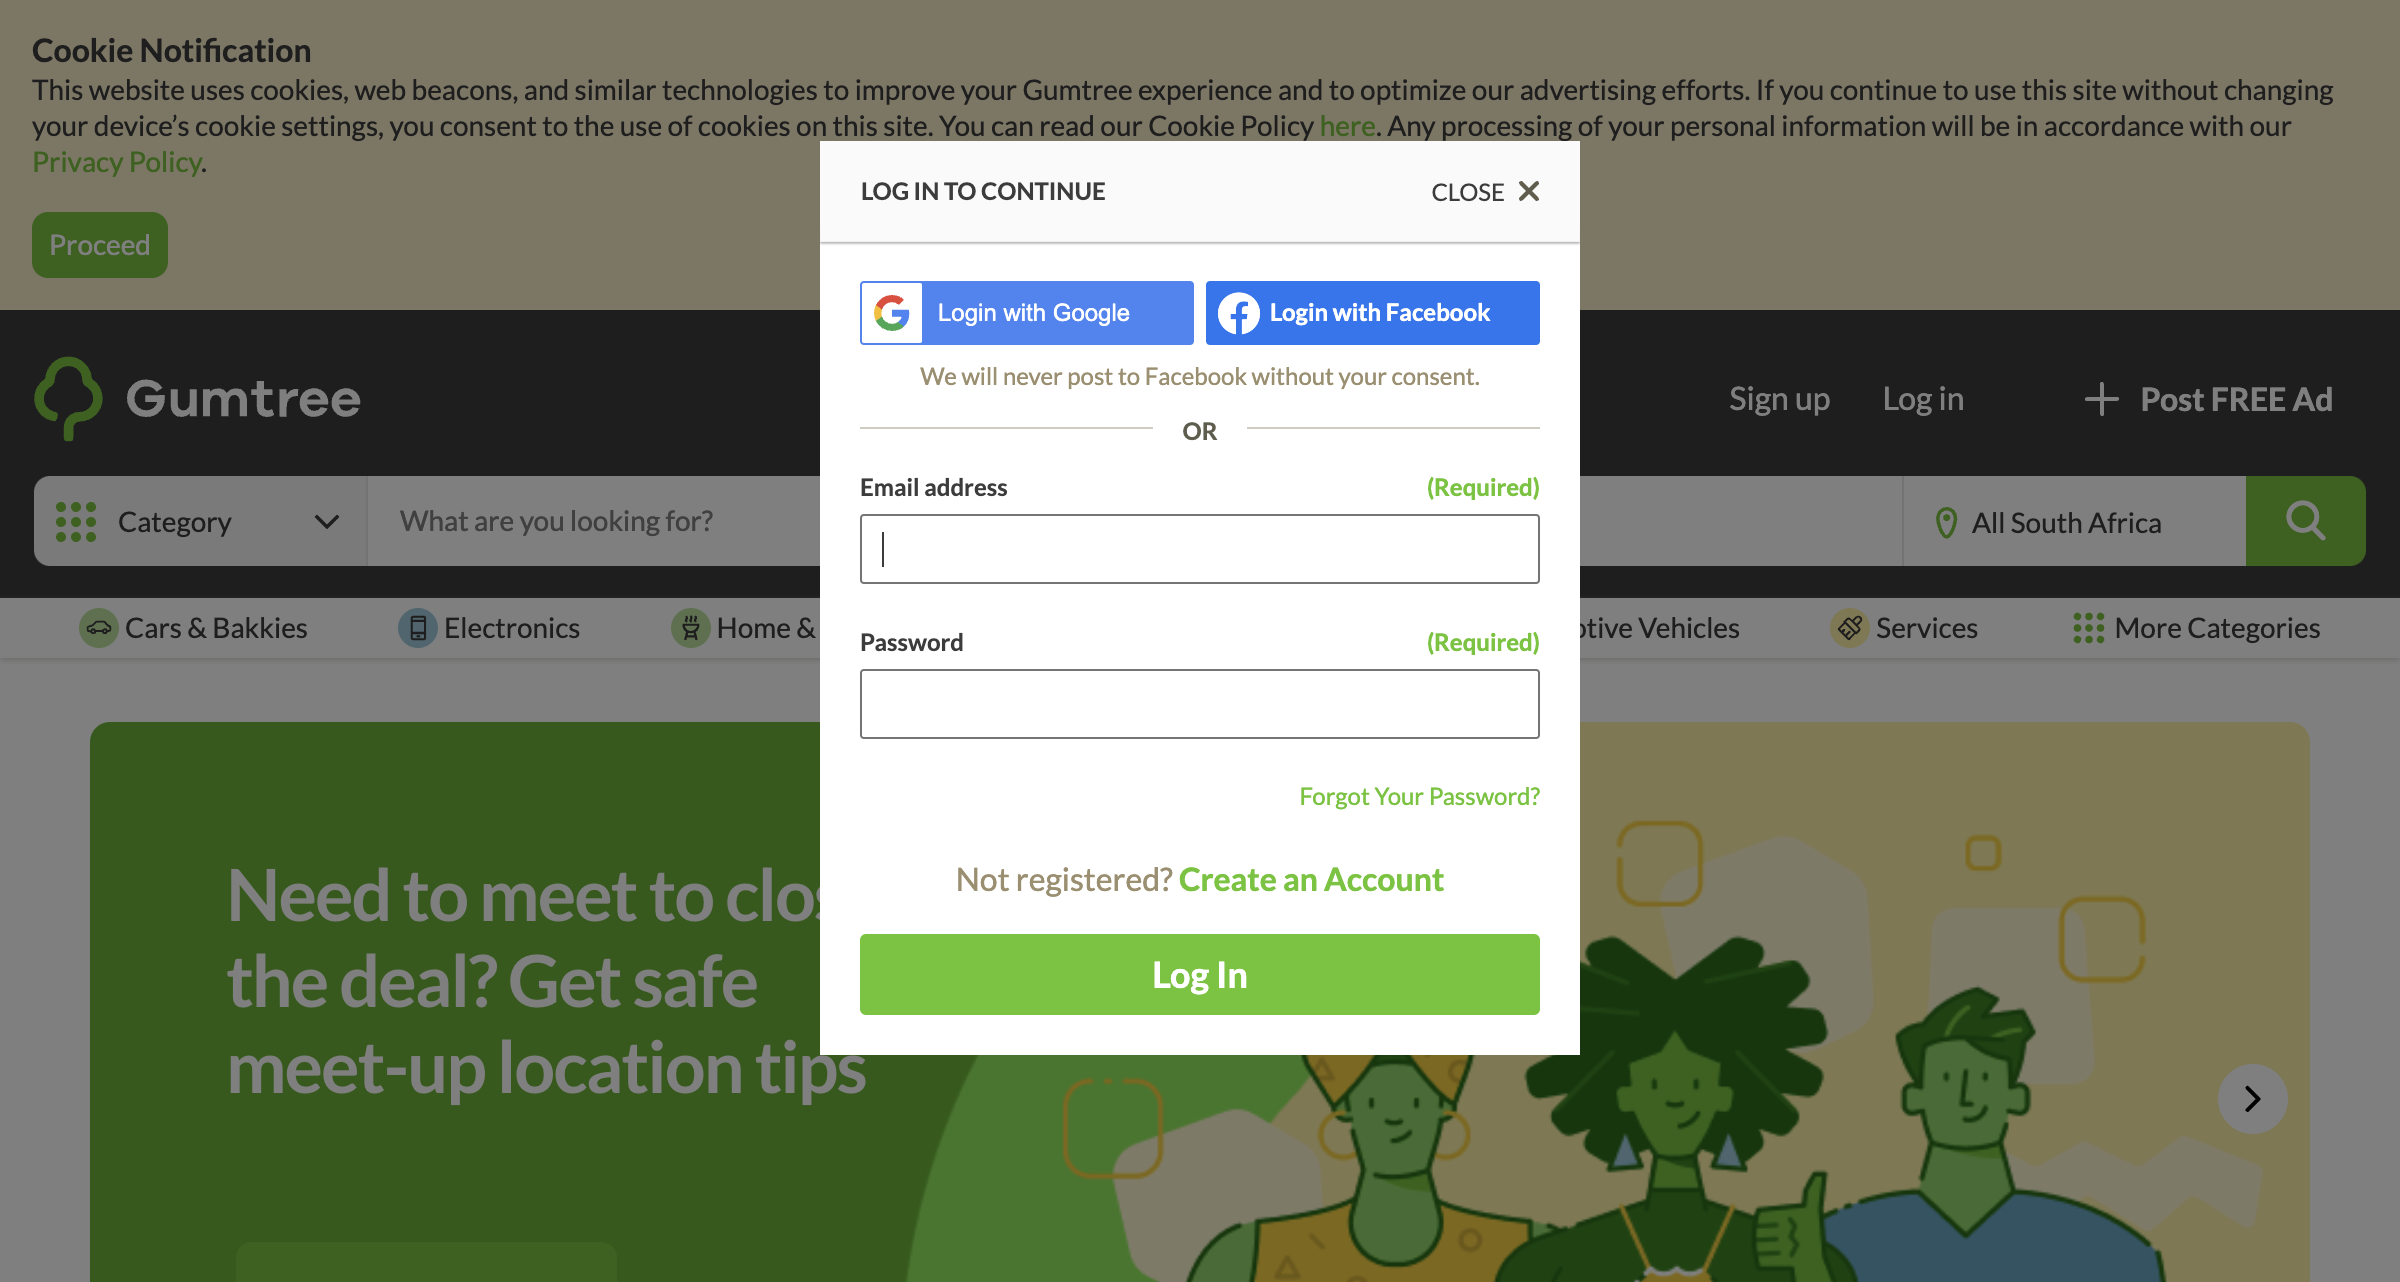 Cookie Notification
This website uses cookies, web beacons, and similar technologies to improve your Gumtree experience and to optimize our advertising efforts. If you continue to use this site without changing
your device's cookie settings, you consent to the use of cookies on this site. You can read our Cookie Policy here. Any processing of your personal information will be in accordance with our
Privacy Policy.
Proceed
LOG IN TO CONTINUE
CLOSE
Login with Google
Login with Facebook
We will never post to Facebook without your consent.
OR
Email address
(Required)
Password
(Required)
Forgot Your Password?
Not registered? Create an Account
Log In
Gumtree
Sign up
Log in
Post FREE Ad
Category
What are you looking for?
All South Africa
Cars & Bakkies
Electronics
Home &
Vehicles
Services
More Categories
Need to meet to
the deal? Get safe
meet-up location tips